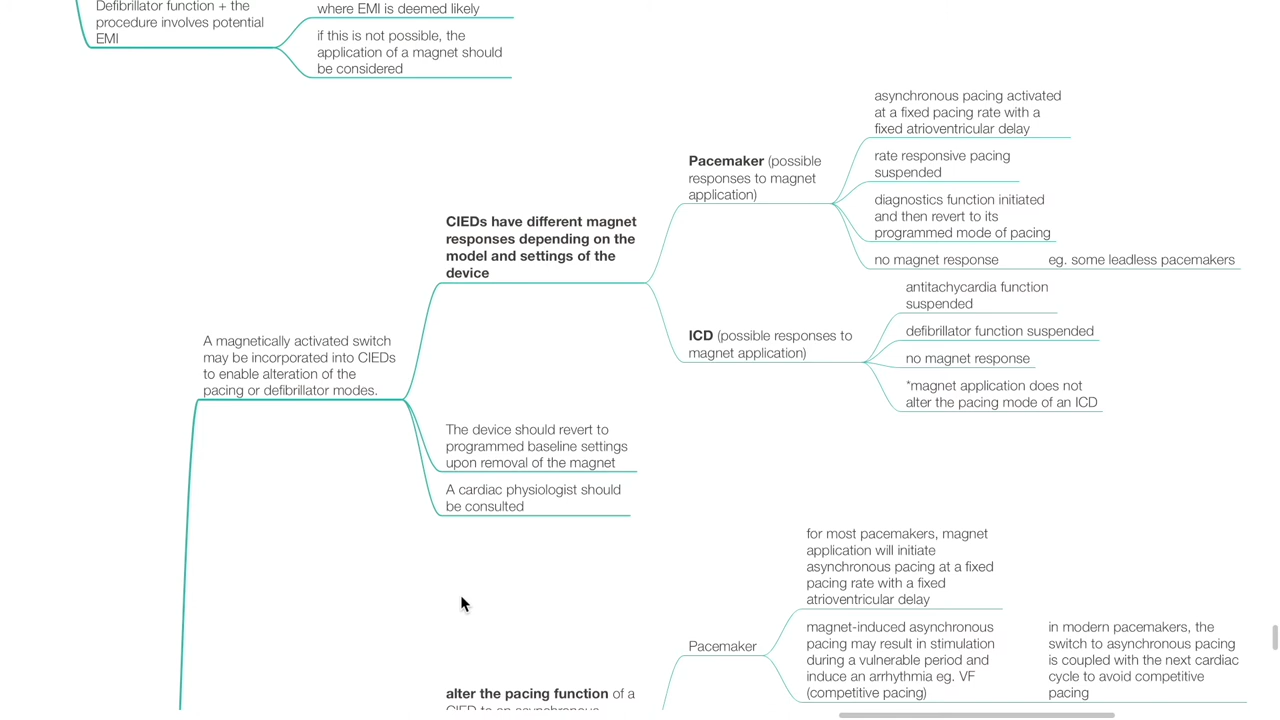 Defibrillator function + the
procedure involves potential
EMI
where EMI is deemed likely
if this is not possible, the
application of a magnet should
be considered
A magnetically activated switch
may be incorporated into CIEDs
to enable alteration of the
pacing or defibrillator modes.
CIEDs have different magnet
responses depending on the
model and settings of the
device
Pacemaker (possible
responses to magnet
application)
asynchronous pacing activated
at a fixed pacing rate with a
fixed atrioventricular delay
rate responsive pacing
suspended
diagnostics function initiated
and then revert to its
programmed mode of pacing
no magnet response
eg. some leadless pacemakers
ICD (possible responses to
magnet application)
antitachycardia function
suspended
defibrillator function suspended
no magnet response
*magnet application does not
alter the pacing mode of an ICD
The device should revert to
programmed baseline settings
upon removal of the magnet
A cardiac physiologist should
be consulted
alter the pacing function of a
CIED to an asynchronous
Pacemaker
for most pacemakers, magnet
application will initiate
asynchronous pacing at a fixed
pacing rate with a fixed
atrioventricular delay
magnet-induced asynchronous
pacing may result in stimulation
during a vulnerable period and
induce an arrhythmia eg. VF
(competitive pacing)
in modern pacemakers, the
switch to asynchronous pacing
is coupled with the next cardiac
cycle to avoid competitive
pacing